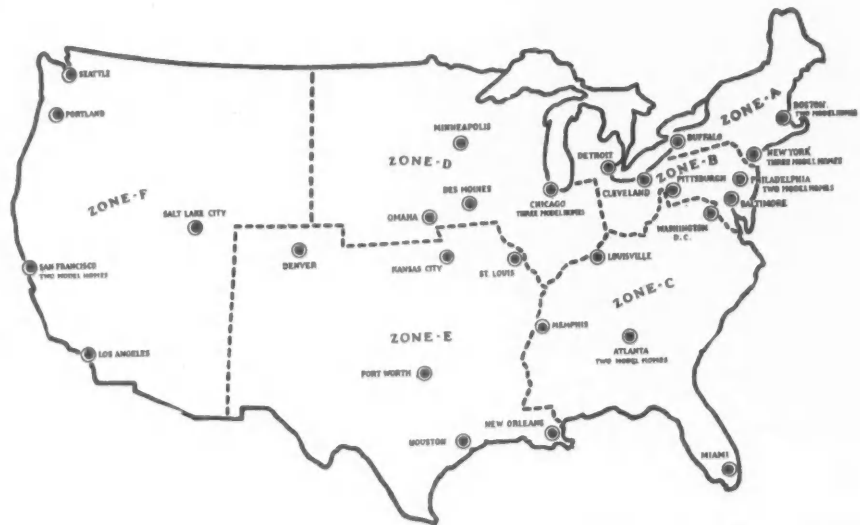 SEATTLE
PORTLAND
ZONE-F
SALT LAKE CITY
SAN FRANCISCO
TWO MODEL HOMES
LOS ANGELES
MINNEAPOLIS
ZONE-D
DES MOINES
OMAHA
CHICAGO
THREE MODEL HOMES
DENVER
KANSAS CITY
ST. LOUIS
ZONE-E
FORT WORTH
HOUSTON
NEW ORLEANS
ZONE-A
BOSTON
TWO MODEL HOMES
BUFFALO
DETROIT
NEW YORK
THREE MODEL HOMES
ZONE-B
CLEVELAND
PITTSBURGH
PHILADELPHIA
TWO MODEL HOMES
BALTIMORE
WASHINGTON
D.C.
LOUISVILLE
ZONE-C
MEMPHIS
ATLANTA
TWO MODEL HOMES
MIAMI